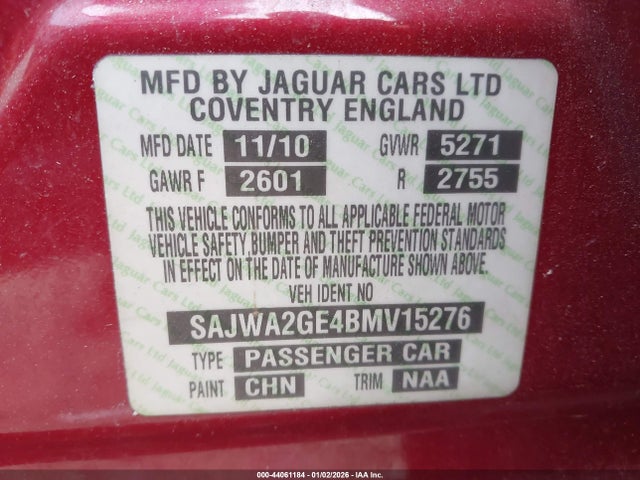 MFD BY JAGUAR CARS LTD
COVENTRY ENGLAND
MFD DATE 11/10 GVWR 5271
GAWR F 2601 R 2755
THIS VEHICLE CONFORMS TO ALL APPLICABLE FEDERAL MOTOR
VEHICLE SAFETY, BUMPER AND THEFT PREVENTION STANDARDS
IN EFFECT ON THE DATE OF MANUFACTURE SHOWN ABOVE.
VEH IDENT NO
SAJWA2GE4BMV15276
TYPE PASSENGER CAR
PAINT CHN TRIM NAA
000-44061184 - 01/02/2026 - IAA Inc.